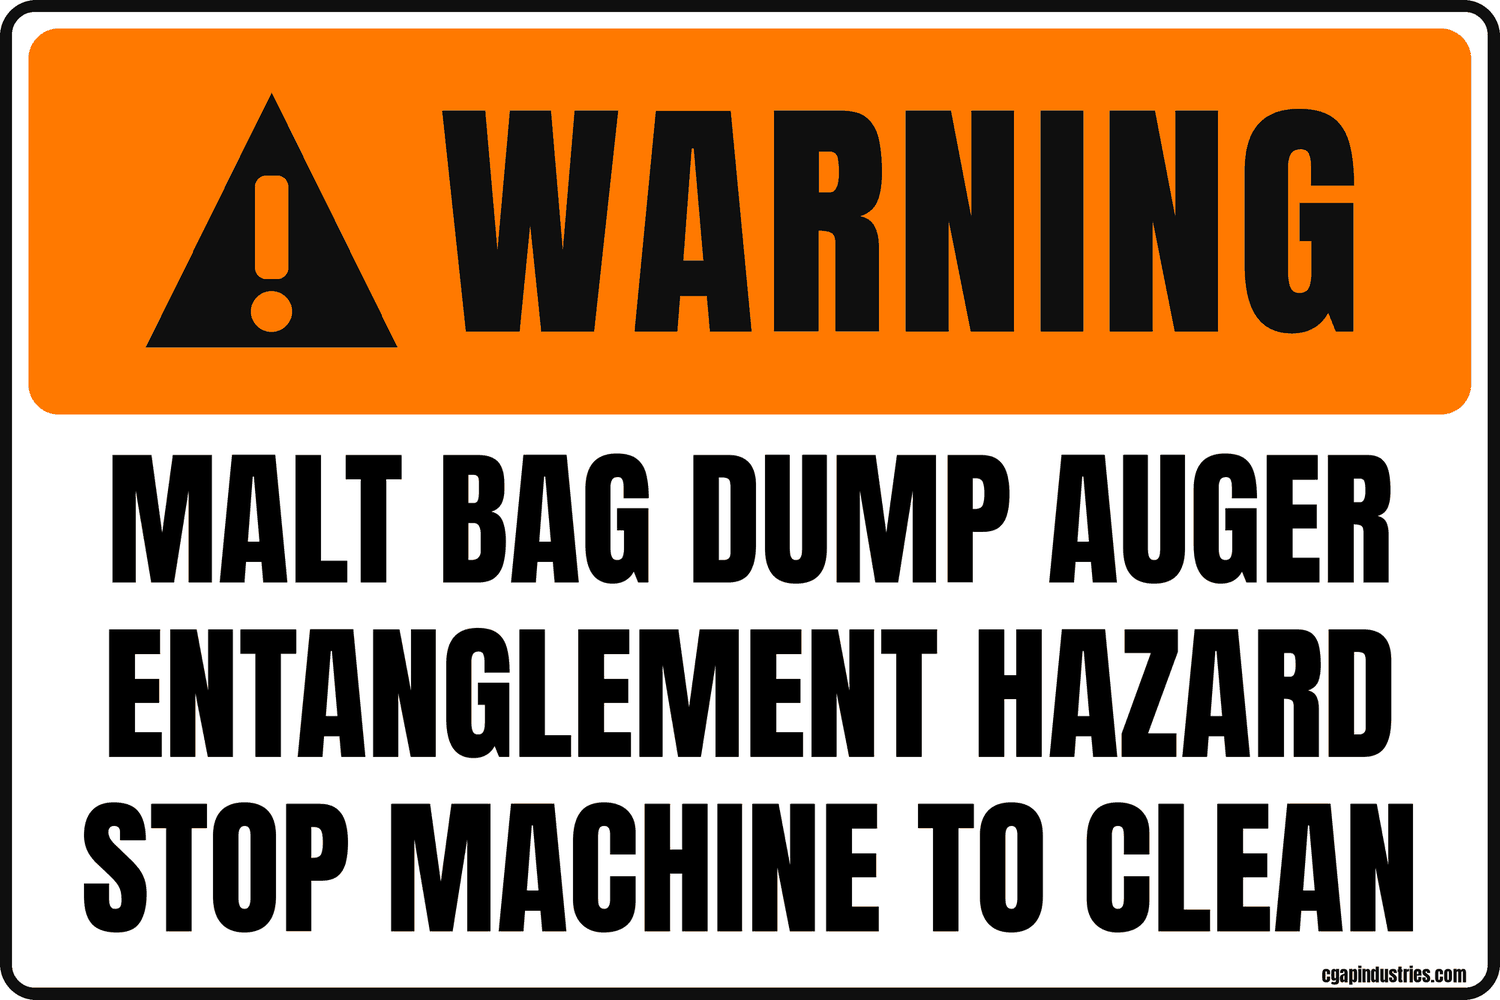 WARNING
MALT BAG DUMP AUGER
ENTANGLEMENT HAZARD
STOP MACHINE TO CLEAN
cgapindustries.com